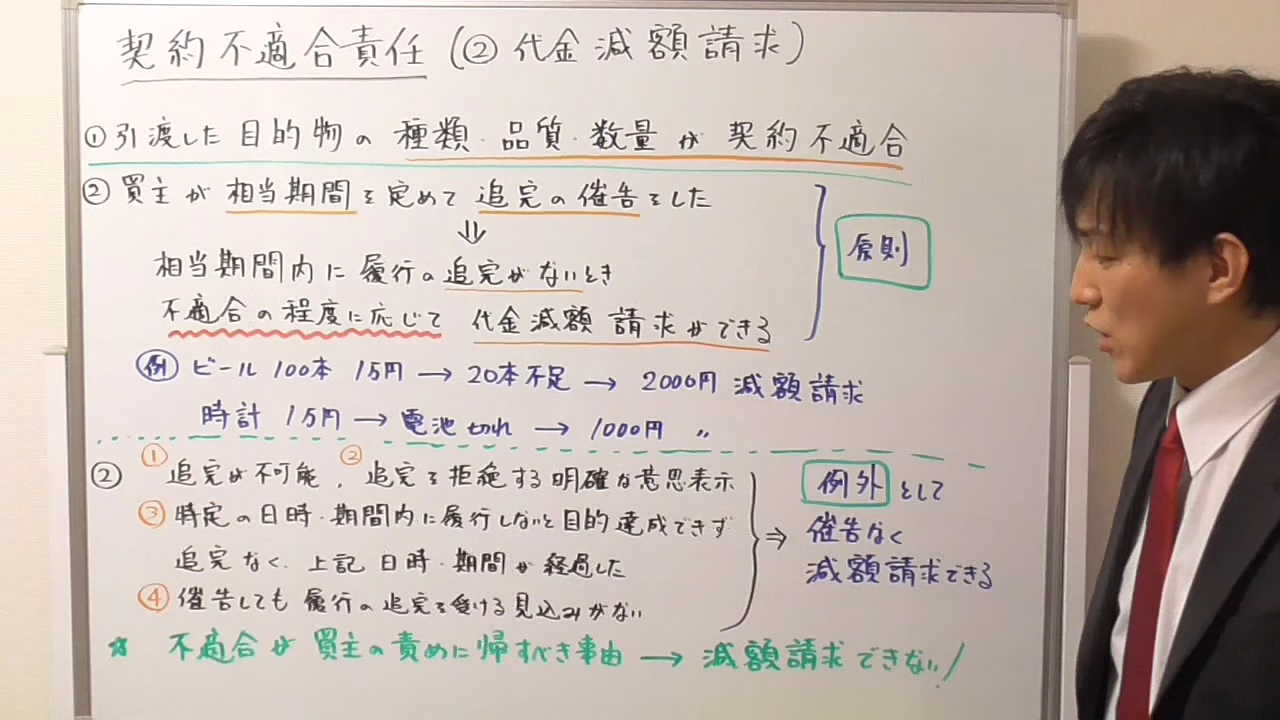 契約不適合責任(② 代金減額請求)
① 引渡した目的物の種類・品質・数量が契約不適合
② 買主が相当期間を定めて追完の催告をした
⇓
相当期間内に履行の追完がないとき
不適合の程度に応じて 代金減額請求ができる
原則
例 ビール 100本 1万円 → 20本不足 → 2000円 減額請求
時計 1万円 → 電池切れ → 1000円 〃
② ① 追完が不可能, ② 追完を拒絶する明確な意思表示
③ 特定の日時・期間内に履行しないと目的達成できず
追完なく、上記 日時・期間が経過した
④ 催告しても履行の追完を受ける見込みがない
⇒ 例外として
催告なく
減額請求できる
☆ 不適合が買主の責めに帰すべき事由 → 減額請求できない!